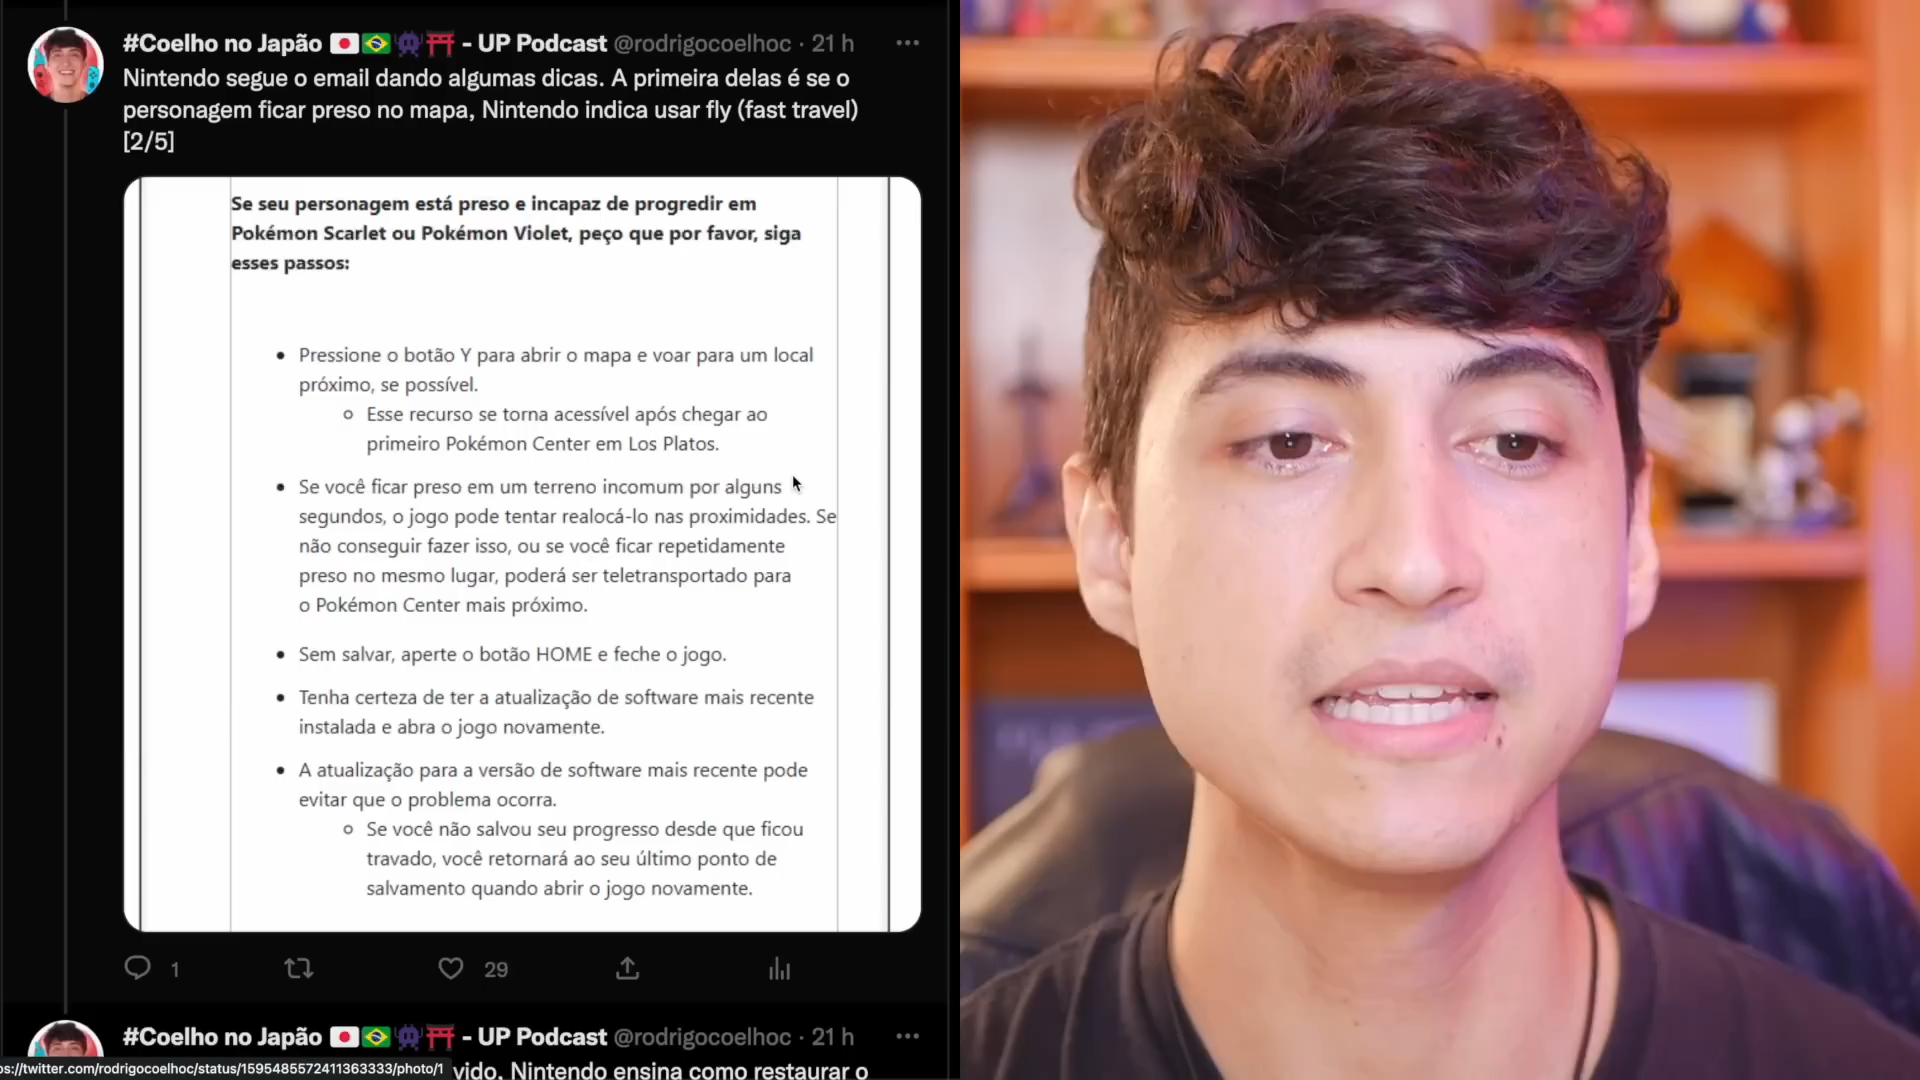 #Coelho no Japão 🇯🇵🇧🇷👾⛩️ - UP Podcast @rodrigocoelhoc · 21 h
Nintendo segue o email dando algumas dicas. A primeira delas é se o
personagem ficar preso no mapa, Nintendo indica usar fly (fast travel)
[2/5]
Se seu personagem está preso e incapaz de progredir em
Pokémon Scarlet ou Pokémon Violet, peço que por favor, siga
esses passos:
• Pressione o botão Y para abrir o mapa e voar para um local
próximo, se possível.
○ Esse recurso se torna acessível após chegar ao
primeiro Pokémon Center em Los Platos.
• Se você ficar preso em um terreno incomum por alguns
segundos, o jogo pode tentar realocá-lo nas proximidades. Se
não conseguir fazer isso, ou se você ficar repetidamente
preso no mesmo lugar, poderá ser teletransportado para
o Pokémon Center mais próximo.
• Sem salvar, aperte o botão HOME e feche o jogo.
• Tenha certeza de ter a atualização de software mais recente
instalada e abra o jogo novamente.
• A atualização para a versão de software mais recente pode
evitar que o problema ocorra.
○ Se você não salvou seu progresso desde que ficou
travado, você retornará ao seu último ponto de
salvamento quando abrir o jogo novamente.
1 29
#Coelho no Japão 🇯🇵🇧🇷👾⛩️ - UP Podcast @rodrigocoelhoc · 21 h
vido, Nintendo ensina como restaurar o
ps://twitter.com/rodrigocoelhoc/status/1595485572411363333/photo/1